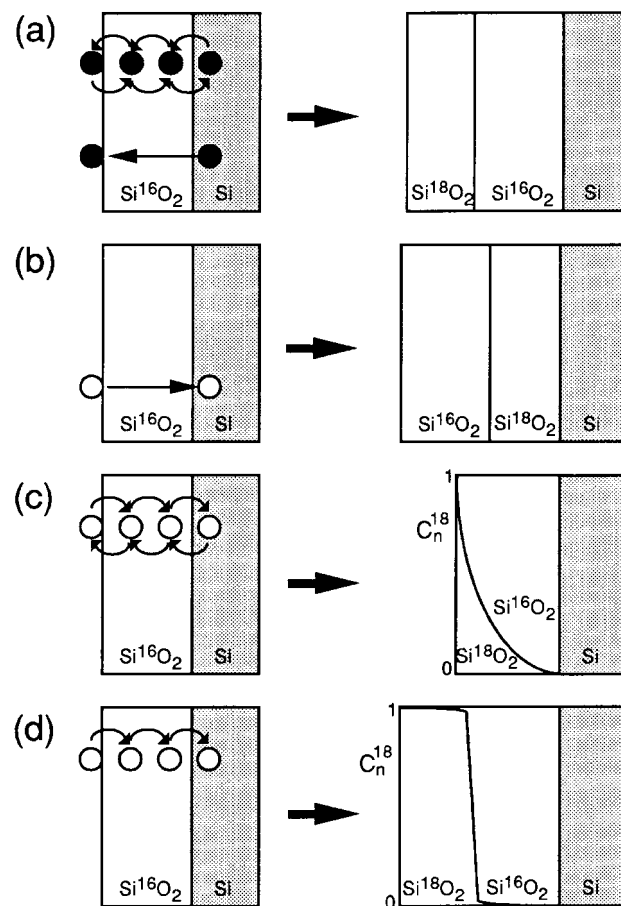 (a)
Si¹⁶O₂ Si
Si¹⁸O₂ Si¹⁶O₂ Si
(b)
Si¹⁶O₂ Si
Si¹⁶O₂ Si¹⁸O₂ Si
(c)
Si¹⁶O₂ Si
1
C¹⁸ₙ
Si¹⁶O₂
0 Si¹⁸O₂ Si
(d)
Si¹⁶O₂ Si
1
C¹⁸ₙ
0 Si¹⁸O₂ Si¹⁶O₂ Si